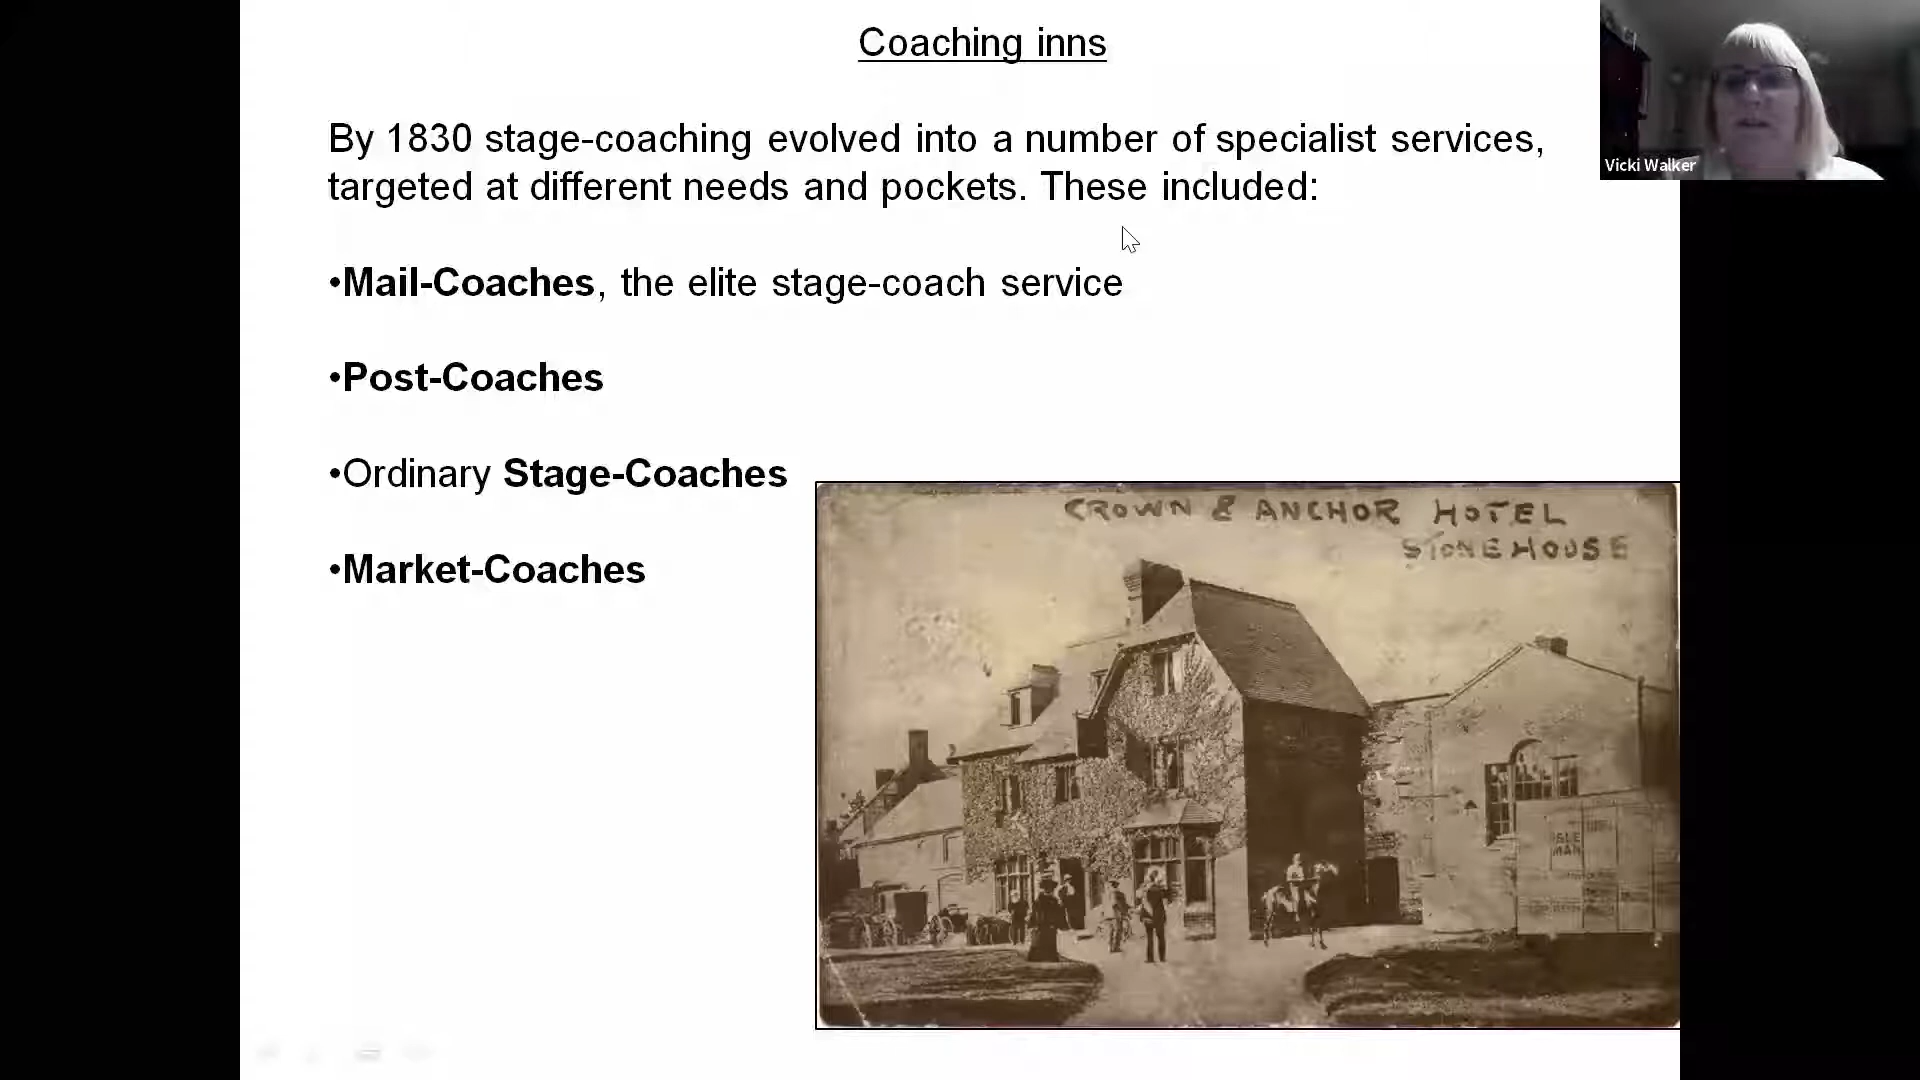 Coaching inns
By 1830 stage-coaching evolved into a number of specialist services,
targeted at different needs and pockets. These included:
•Mail-Coaches, the elite stage-coach service
•Post-Coaches
•Ordinary Stage-Coaches
•Market-Coaches
CROWN & ANCHOR HOTEL
STONEHOUSE
ISLE
MAN
Vicki Walker